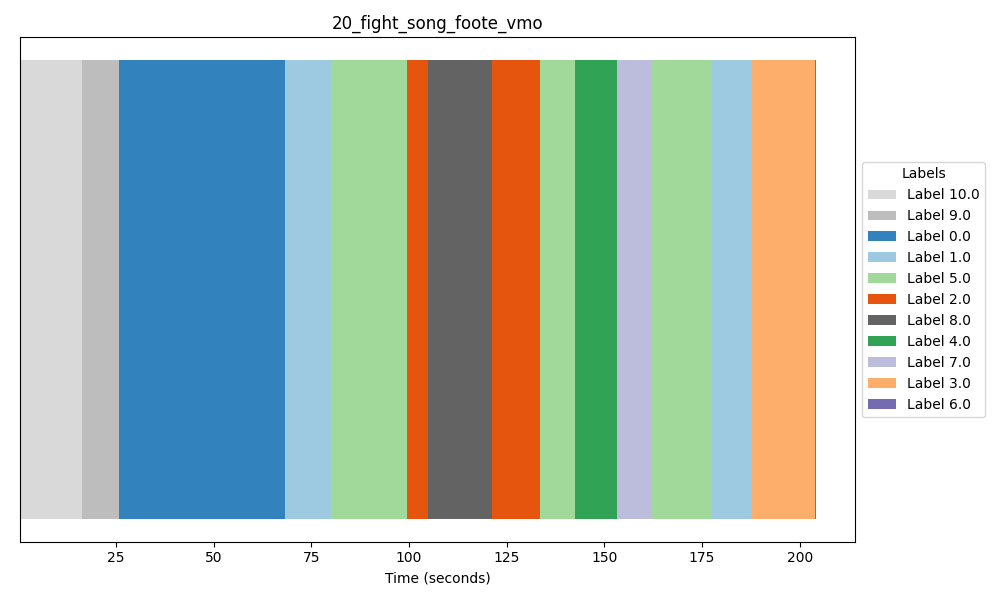 20_fight_song_foote_vmo
Labels
Label 10.0
Label 9.0
Label 0.0
Label 1.0
Label 5.0
Label 2.0
Label 8.0
Label 4.0
Label 7.0
Label 3.0
Label 6.0
25 50 75 100 125 150 175 200
Time (seconds)